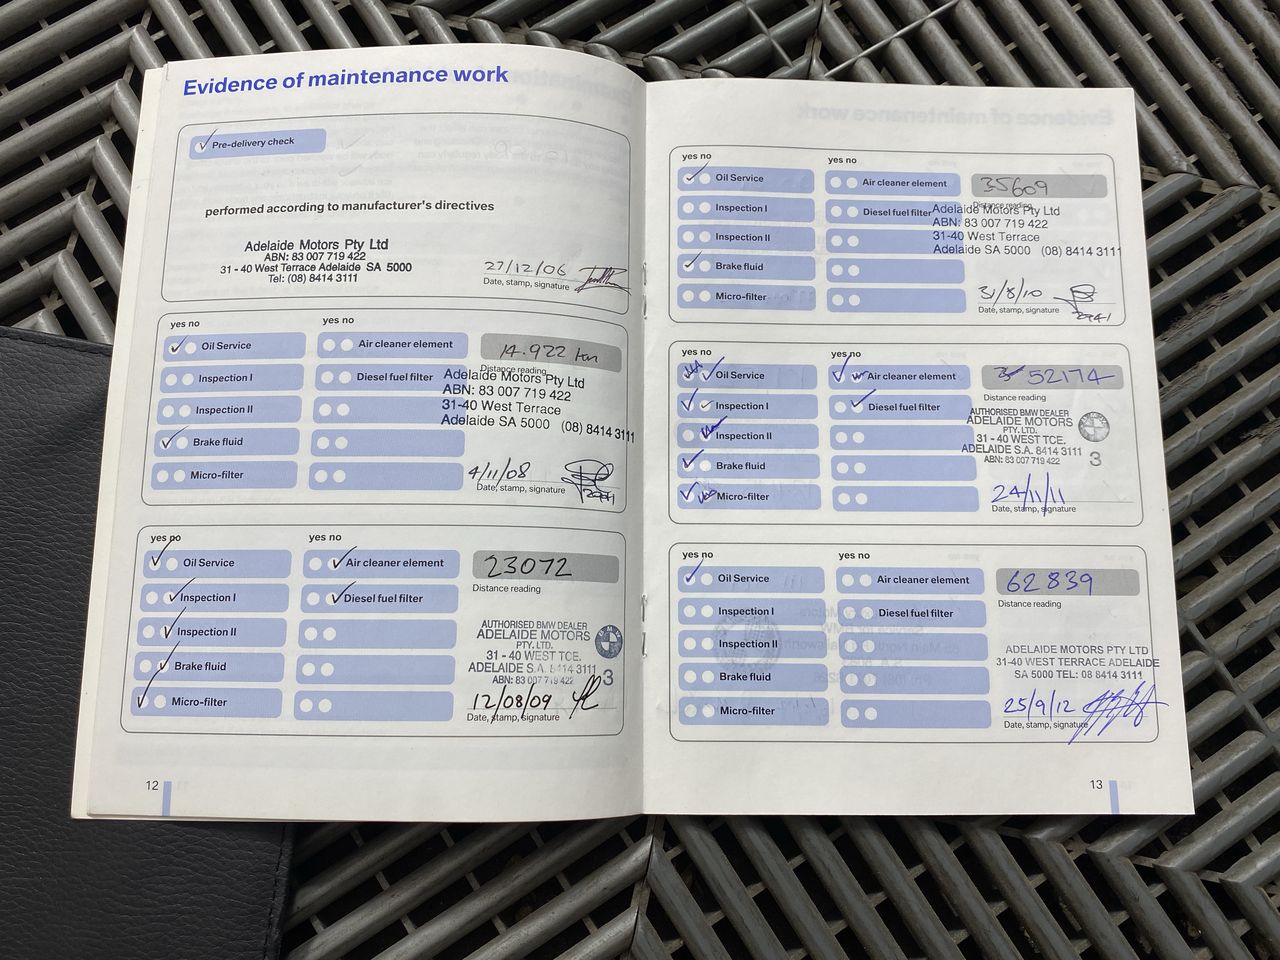 Evidence of maintenance work
Pre-delivery check
performed according to manufacturer's directives
Adelaide Motors Pty Ltd
ABN: 83 007 719 422
31 - 40 West Terrace Adelaide SA 5000
Tel: (08) 8414 3111
27/12/06
Date, stamp, signature
yes no yes no
Oil Service Air cleaner element 14.922 km
Distance reading
Inspection I Diesel fuel filter
Adelaide Motors Pty Ltd
ABN: 83 007 719 422
31-40 West Terrace
Adelaide SA 5000 (08) 8414 3111
Inspection II
Brake fluid
Micro-filter
4/11/08
Date, stamp, signature
yes no yes no
Oil Service Air cleaner element 23072
Distance reading
Inspection I Diesel fuel filter
Inspection II
Brake fluid
Micro-filter
AUTHORISED BMW DEALER
ADELAIDE MOTORS
PTY. LTD.
31 - 40 WEST TCE.
ADELAIDE S.A. 8414 3111
ABN: 83 007 719 422 3
BMW
12/08/09
Date, stamp, signature
12
yes no yes no
Oil Service Air cleaner element 35609
Distance reading
Inspection I Diesel fuel filter
Adelaide Motors Pty Ltd
ABN: 83 007 719 422
31-40 West Terrace
Adelaide SA 5000 (08) 8414 3111
Inspection II
Brake fluid
Micro-filter
31/8/10
Date, stamp, signature
yes no yes no
Oil Service Air cleaner element 52174
Distance reading
Inspection I Diesel fuel filter
Inspection II
Brake fluid
Micro-filter
AUTHORISED BMW DEALER
ADELAIDE MOTORS
PTY. LTD.
31 - 40 WEST TCE.
ADELAIDE S.A. 8414 3111
ABN: 83 007 719 422 3
24/11/11
Date, stamp, signature
yes no yes no
Oil Service Air cleaner element 62839
Distance reading
Inspection I Diesel fuel filter
Inspection II
Brake fluid
Micro-filter
ADELAIDE MOTORS PTY LTD
31-40 WEST TERRACE ADELAIDE
SA 5000 TEL: 08 8414 3111
25/9/12
Date, stamp, signature
13